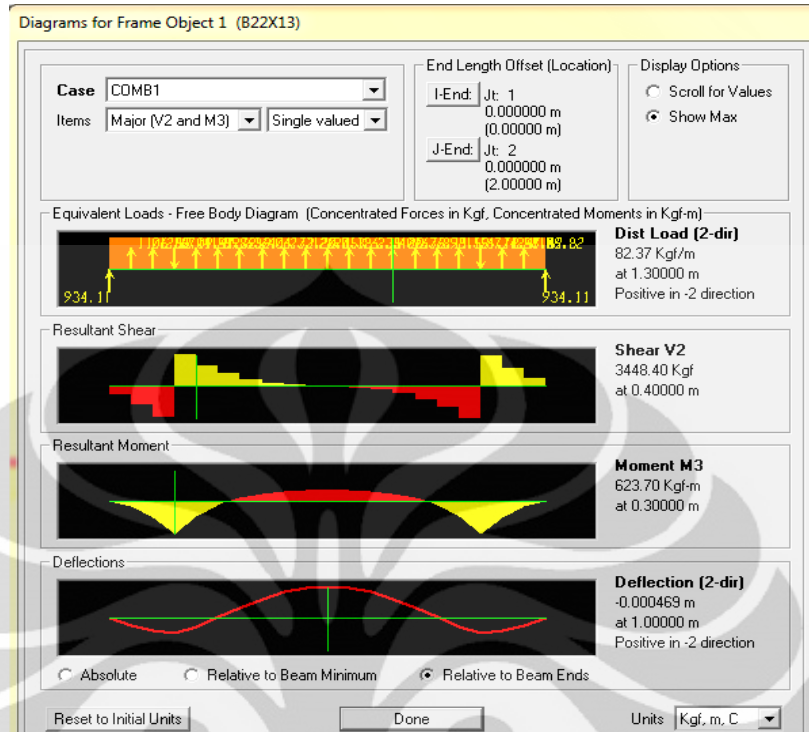 Diagrams for Frame Object 1 (B22X13)
Case COMB1
Items Major (V2 and M3) Single valued
End Length Offset (Location)
I-End: Jt: 1
0.000000 m
(0.00000 m)
J-End: Jt: 2
0.000000 m
(2.00000 m)
Display Options
Scroll for Values
Show Max
Equivalent Loads - Free Body Diagram (Concentrated Forces in Kgf, Concentrated Moments in Kgf-m)
934.11 934.11
Dist Load (2-dir)
82.37 Kgf/m
at 1.30000 m
Positive in -2 direction
Resultant Shear
Shear V2
3448.40 Kgf
at 0.40000 m
Resultant Moment
Moment M3
623.70 Kgf-m
at 0.30000 m
Deflections
Deflection (2-dir)
-0.000469 m
at 1.00000 m
Positive in -2 direction
Absolute Relative to Beam Minimum Relative to Beam Ends
Reset to Initial Units Done Units Kgf, m, C